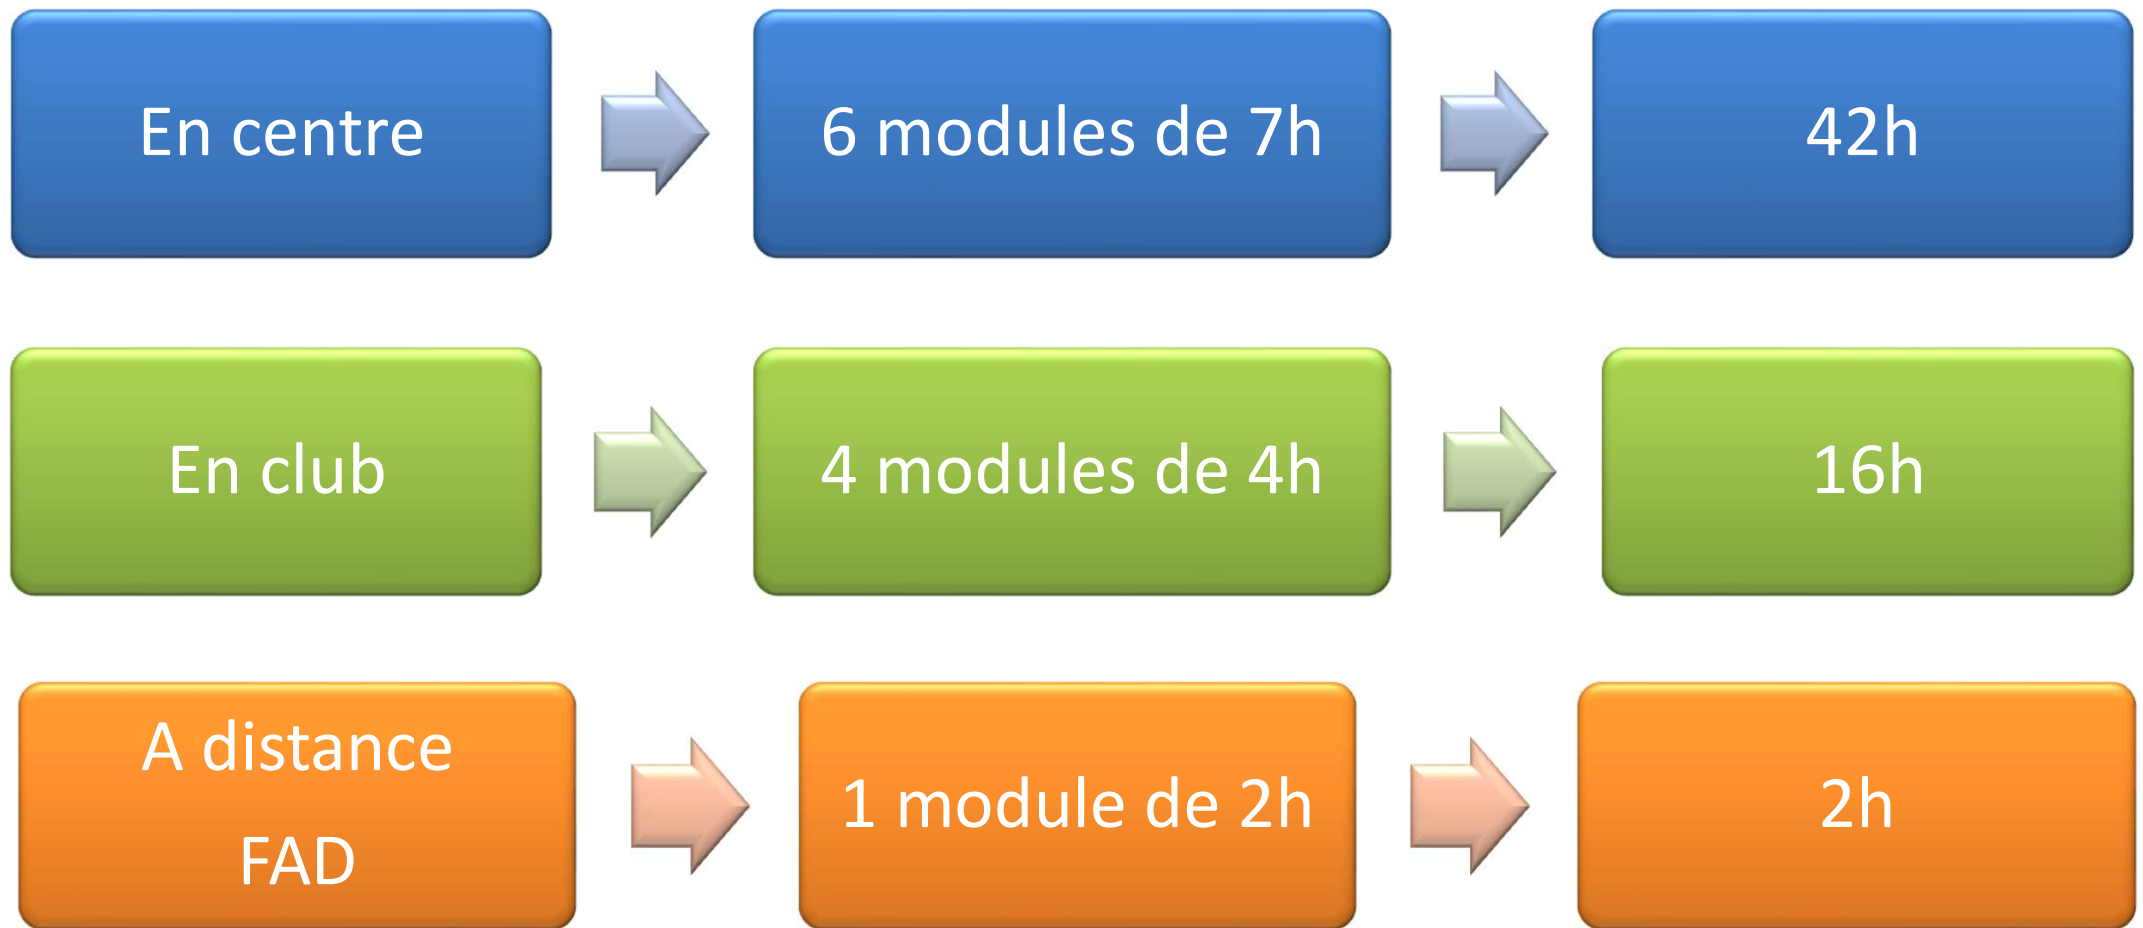 En centre
6 modules de 7h
42h
En club
4 modules de 4h
16h
A distance
FAD
1 module de 2h
2h